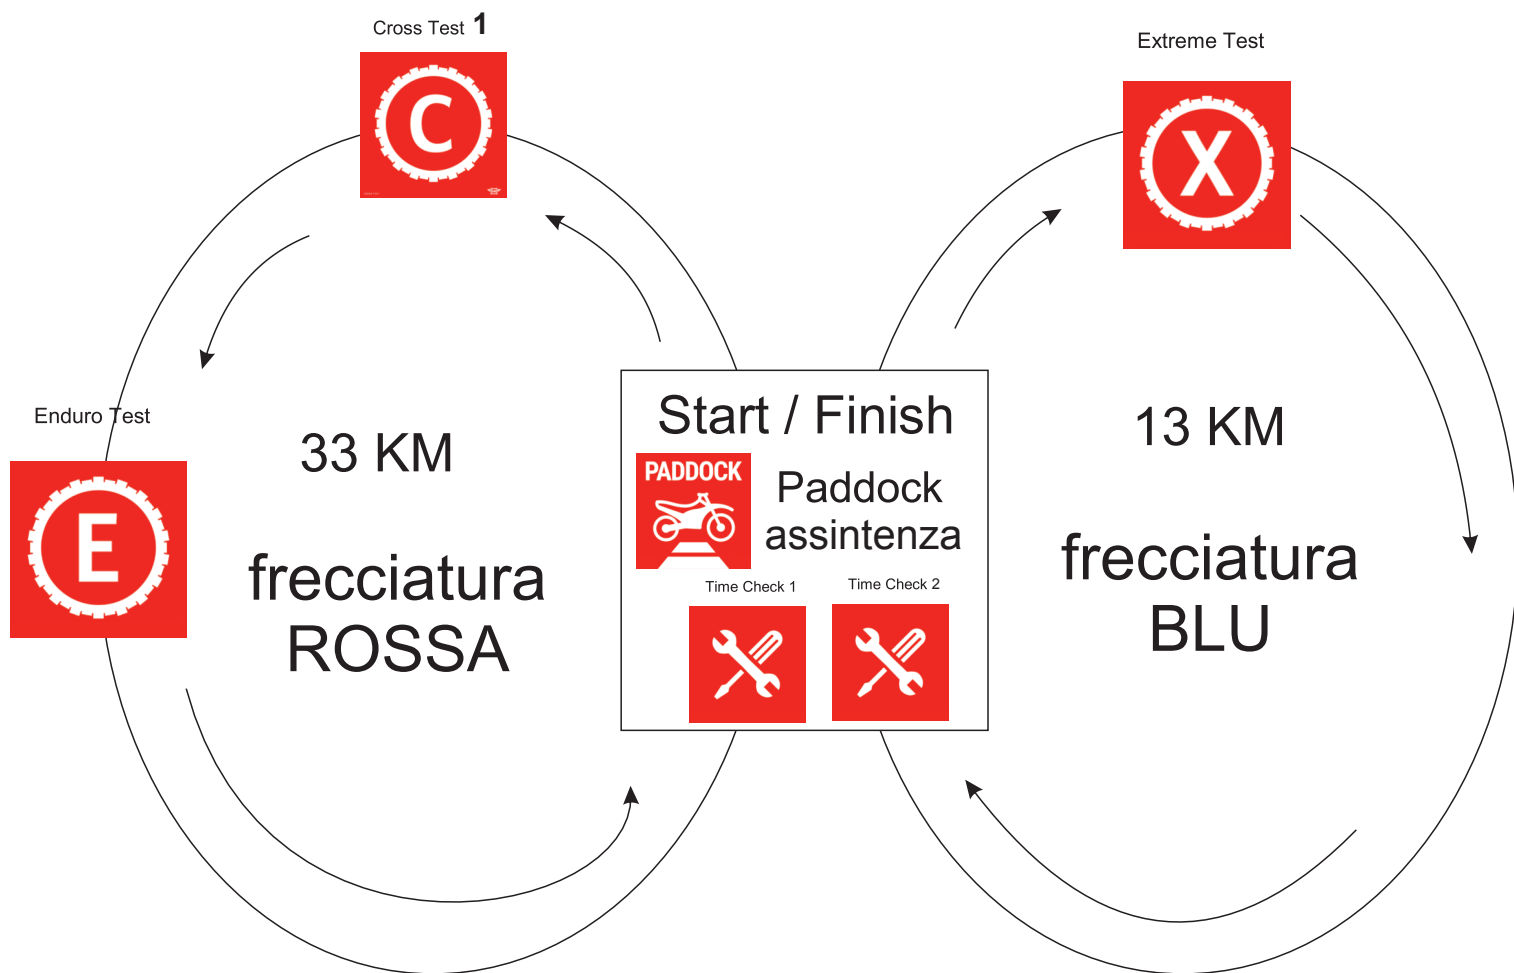 Cross Test 1
C
Extreme Test
X
Enduro Test
E
33 KM
frecciatura
ROSSA
Start / Finish
PADDOCK
Paddock
assintenza
Time Check 1
Time Check 2
13 KM
frecciatura
BLU